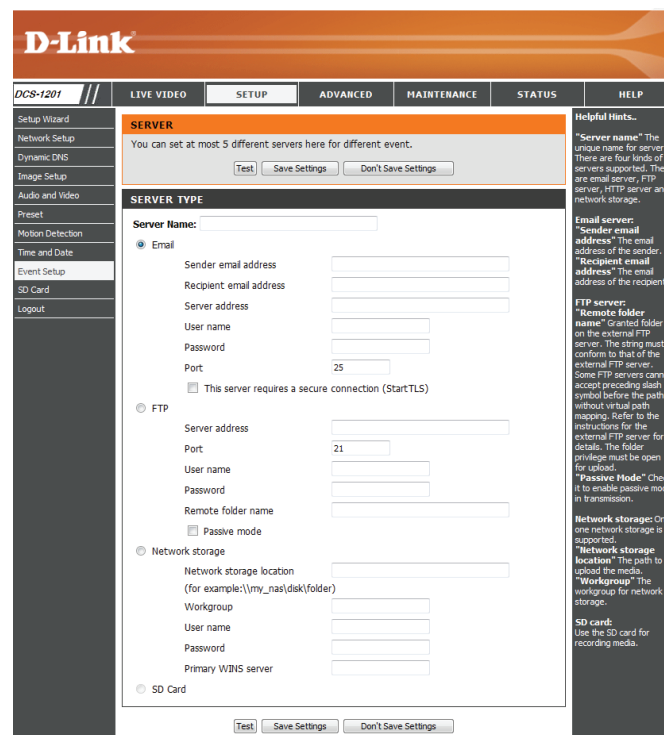 D-Link
DCS-1201
LIVE VIDEO
SETUP
ADVANCED
MAINTENANCE
STATUS
HELP
Setup Wizard
Network Setup
Dynamic DNS
Image Setup
Audio and Video
Preset
Motion Detection
Time and Date
Event Setup
SD Card
Logout
SERVER
You can set at most 5 different servers here for different event.
Test Save Settings Don't Save Settings
SERVER TYPE
Server Name:
Email
Sender email address
Recipient email address
Server address
User name
Password
Port 25
This server requires a secure connection (StartTLS)
FTP
Server address
Port 21
User name
Password
Remote folder name
Passive mode
Network storage
Network storage location
(for example:\\my_nas\disk\folder)
Workgroup
User name
Password
Primary WINS server
SD Card
Test Save Settings Don't Save Settings
Helpful Hints..
"Server name" The
unique name for server.
There are four kinds of
servers supported. The
are email server, FTP
server, HTTP server an
network storage.
Email server:
"Sender email
address" The email
address of the sender.
"Recipient email
address" The email
address of the recipient
FTP server:
"Remote folder
name" Granted folder
on the external FTP
server. The string must
conform to that of the
external FTP server.
Some FTP servers cann
accept preceding slash
symbol before the path
without virtual path
mapping. Refer to the
instructions for the
external FTP server for
details. The folder
privilege must be open
for upload.
"Passive Mode" Che
it to enable passive mod
in transmission.
Network storage: On
one network storage is
supported.
"Network storage
location" The path to
upload the media.
"Workgroup" The
workgroup for network
storage.
SD card:
Use the SD card for
recording media.